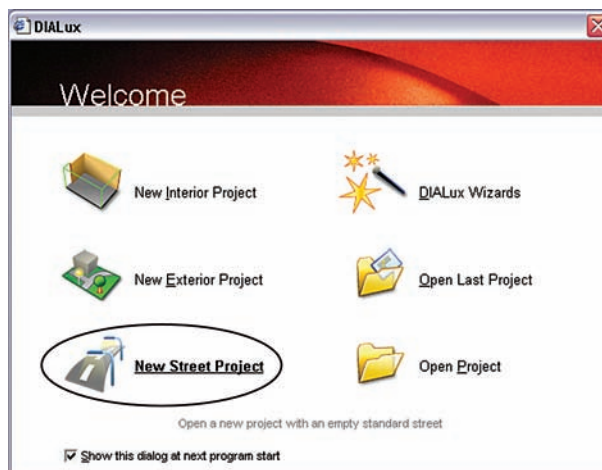 DIALux
Welcome
New Interior Project
DIALux Wizards
New Exterior Project
Open Last Project
New Street Project
Open Project
Open a new project with an empty standard street
Show this dialog at next program start